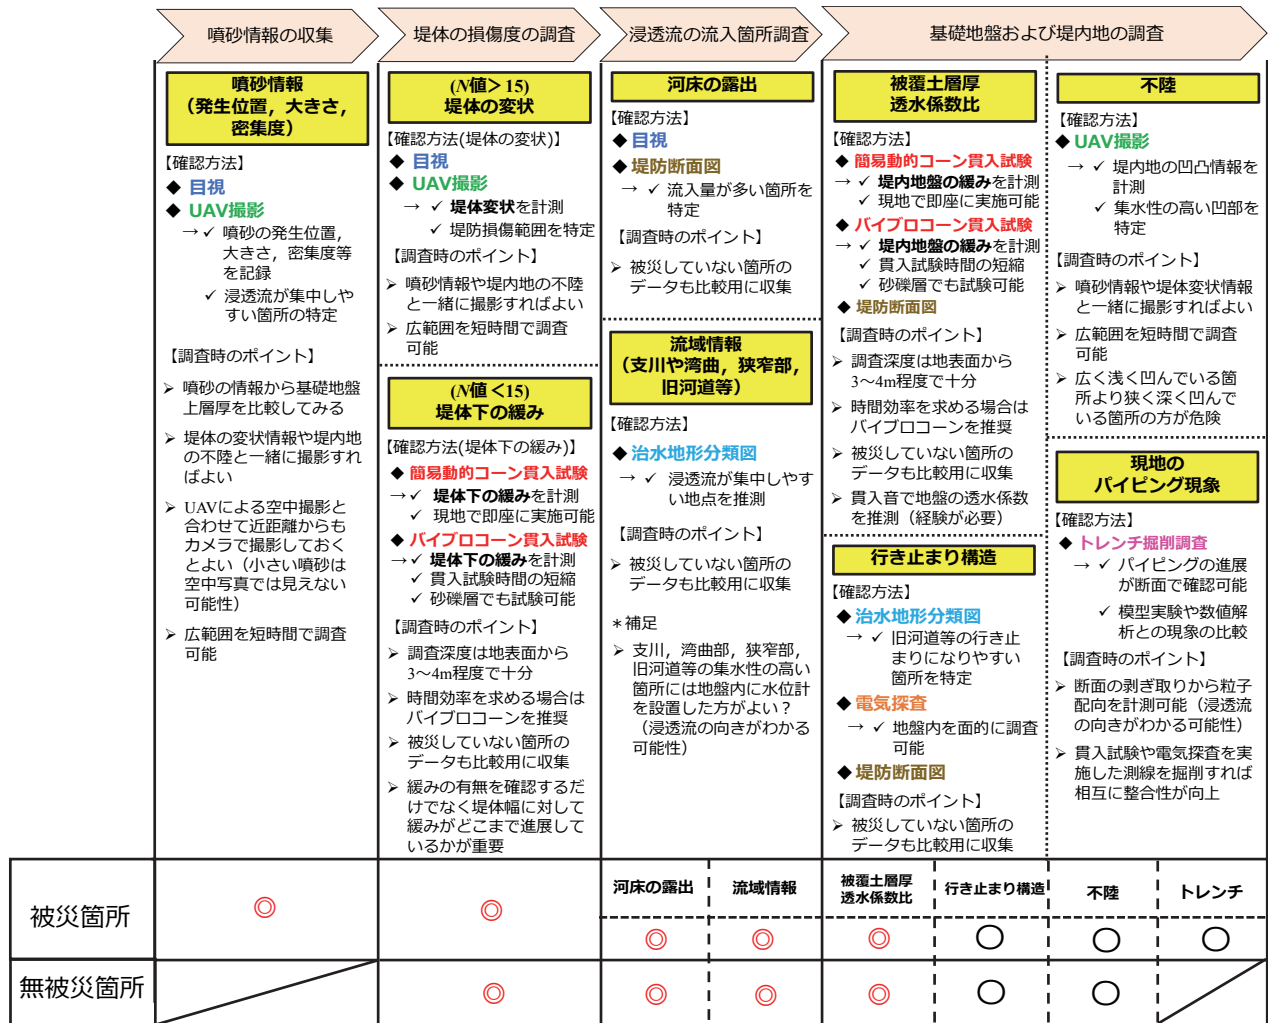 噴砂情報の収集
堤体の損傷度の調査
浸透流の流入箇所調査
基礎地盤および堤内地の調査
噴砂情報
（発生位置，大きさ，
密集度）
【確認方法】
◆ 目視
◆ UAV撮影
→ ✓ 噴砂の発生位置，
大きさ，密集度等
を記録
✓ 浸透流が集中しや
すい箇所の特定
【調査時のポイント】
➢ 噴砂の情報から基礎地盤
上層厚を比較してみる
➢ 堤体の変状情報や堤内地
の不陸と一緒に撮影すれ
ばよい
➢ UAVによる空中撮影と
合わせて近距離からも
カメラで撮影しておく
とよい（小さい噴砂は
空中写真では見えない
可能性）
➢ 広範囲を短時間で調査
可能
(N値＞15)
堤体の変状
【確認方法(堤体の変状)】
◆ 目視
◆ UAV撮影
→ ✓ 堤体変状を計測
✓ 堤防損傷範囲を特定
【調査時のポイント】
➢ 噴砂情報や堤内地の不陸
と一緒に撮影すればよい
➢ 広範囲を短時間で調査
可能
(N値<15)
堤体下の緩み
【確認方法(堤体下の緩み)】
◆ 簡易動的コーン貫入試験
→ ✓ 堤体下の緩みを計測
✓ 現地で即座に実施可能
◆ バイブロコーン貫入試験
→ ✓ 堤体下の緩みを計測
✓ 貫入試験時間の短縮
✓ 砂礫層でも試験可能
【調査時のポイント】
➢ 調査深度は地表面から
3～4m程度で十分
➢ 時間効率を求める場合は
バイブロコーンを推奨
➢ 被災していない箇所の
データも比較用に収集
➢ 緩みの有無を確認するだ
けでなく堤体幅に対して
緩みがどこまで進展して
いるかが重要
河床の露出
【確認方法】
◆ 目視
◆ 堤防断面図
→ ✓ 流入量が多い箇所を
特定
【調査時のポイント】
➢ 被災していない箇所の
データも比較用に収集
流域情報
（支川や湾曲，狭窄部，
旧河道等）
【確認方法】
◆ 治水地形分類図
→ ✓ 浸透流が集中しやす
い地点を推測
【調査時のポイント】
➢ 被災していない箇所の
データも比較用に収集
＊補足
➢ 支川，湾曲部，狭窄部，
旧河道等の集水性の高い
箇所には地盤内に水位計
を設置した方がよい？
（浸透流の向きがわかる
可能性）
被覆土層厚
透水係数比
【確認方法】
◆ 簡易動的コーン貫入試験
→ ✓ 堤内地盤の緩みを計測
✓ 現地で即座に実施可能
◆ バイブロコーン貫入試験
→ ✓ 堤内地盤の緩みを計測
✓ 貫入試験時間の短縮
✓ 砂礫層でも試験可能
◆ 堤防断面図
【調査時のポイント】
➢ 調査深度は地表面から
3～4m程度で十分
➢ 時間効率を求める場合は
バイブロコーンを推奨
➢ 被災していない箇所の
データも比較用に収集
➢ 貫入音で地盤の透水係数
を推測（経験が必要）
行き止まり構造
【確認方法】
◆ 治水地形分類図
→ ✓ 旧河道等の行き止
まりになりやすい
箇所を特定
◆ 電気探査
→ ✓ 地盤内を面的に調査
可能
◆ 堤防断面図
【調査時のポイント】
➢ 被災していない箇所の
データも比較用に収集
不陸
【確認方法】
◆ UAV撮影
→ ✓ 堤内地の凹凸情報を
計測
✓ 集水性の高い凹部を
特定
【調査時のポイント】
➢ 噴砂情報や堤体変状情報
と一緒に撮影すればよい
➢ 広範囲を短時間で調査
可能
➢ 広く浅く凹んでいる箇
所より狭く深く凹んで
いる箇所の方が危険
現地の
パイピング現象
【確認方法】
◆ トレンチ掘削調査
→ ✓ パイピングの進展
が断面で確認可能
✓ 模型実験や数値解
析との現象の比較
【調査時のポイント】
➢ 断面の剥ぎ取りから粒子
配向を計測可能（浸透流
の向きがわかる可能性）
➢ 貫入試験や電気探査を実
施した測線を掘削すれば
相互に整合性が向上
河床の露出 流域情報 被覆土層厚 透水係数比 行き止まり構造 不陸 トレンチ
被災箇所 ◎ ◎ ◎ ◎ ◎ ○ ○ ○
無被災箇所 ◎ ◎ ◎ ◎ ○ ○